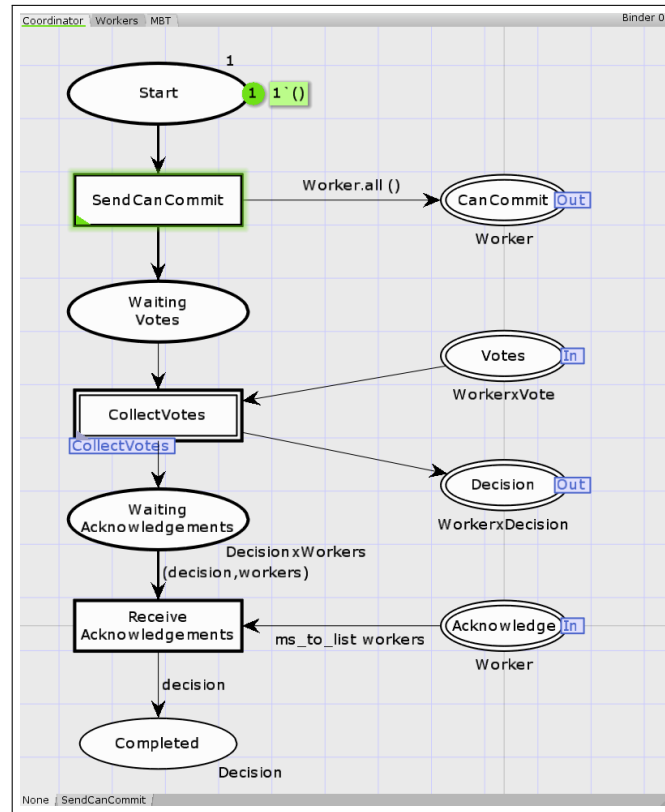 Coordinator Workers MBT Binder 0
1
Start
1 1`()
SendCanCommit
Worker.all ()
CanCommit
Out
Worker
Waiting
Votes
Votes
In
WorkerxVote
CollectVotes
CollectVotes
Decision
Out
WorkerxDecision
Waiting
Acknowledgements
DecisionxWorkers
(decision,workers)
Receive
Acknowledgements
ms_to_list workers
Acknowledge
In
Worker
decision
Completed
Decision
None SendCanCommit